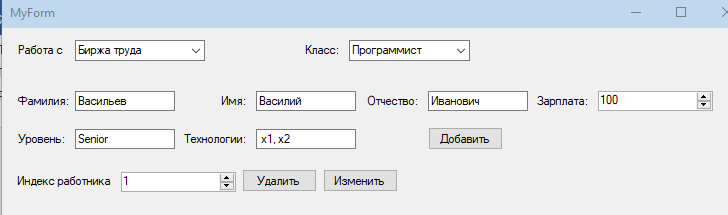 MyForm
Работа с Биржа труда Класс: Программист
Фамилия: Васильев Имя: Василий Отчество: Иванович Зарплата: 100
Уровень: Senior Технологии: x1, x2 Добавить
Индекс работника 1 Удалить Изменить